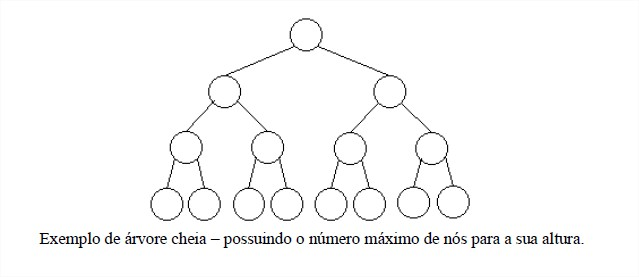 Exemplo de árvore cheia – possuindo o número máximo de nós para a sua altura.